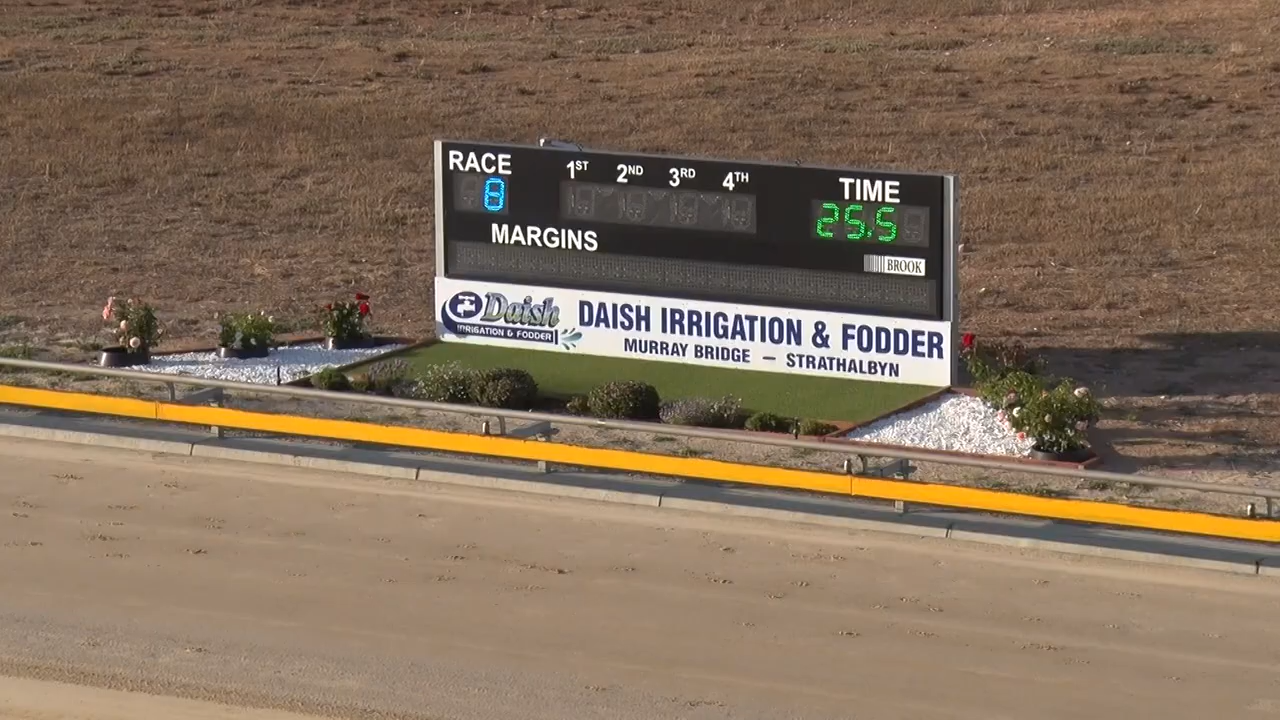 RACE 1ST 2ND 3RD 4TH TIME
8 25.5
MARGINS
BROOK
Daish DAISH IRRIGATION & FODDER
IRRIGATION & FODDER
MURRAY BRIDGE – STRATHALBYN